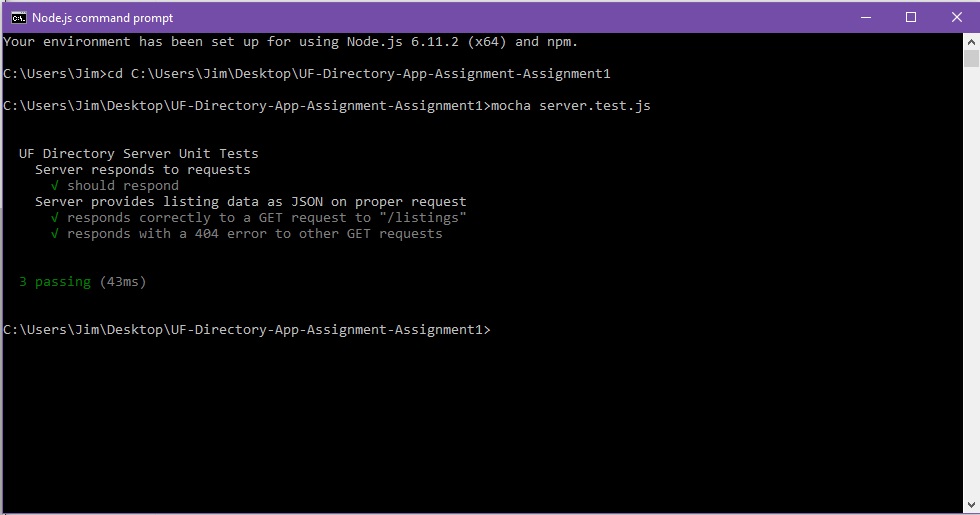 Node.js command prompt
Your environment has been set up for using Node.js 6.11.2 (x64) and npm.
C:\Users\Jim>cd C:\Users\Jim\Desktop\UF-Directory-App-Assignment-Assignment1
C:\Users\Jim\Desktop\UF-Directory-App-Assignment-Assignment1>mocha server.test.js
UF Directory Server Unit Tests
Server responds to requests
√ should respond
Server provides listing data as JSON on proper request
√ responds correctly to a GET request to "/listings"
√ responds with a 404 error to other GET requests
3 passing (43ms)
C:\Users\Jim\Desktop\UF-Directory-App-Assignment-Assignment1>